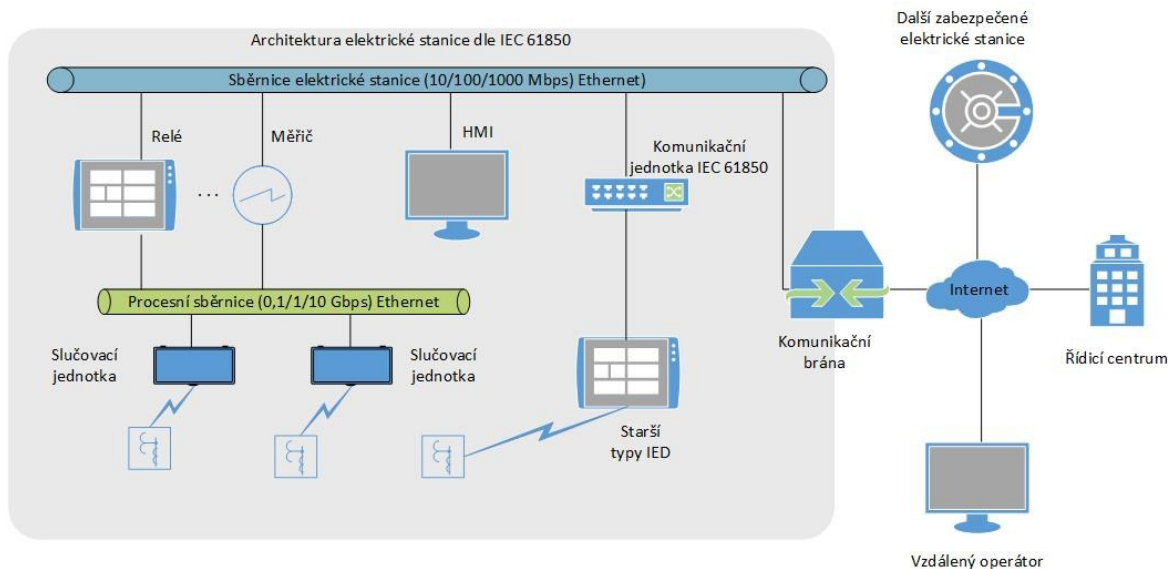 Architektura elektrické stanice dle IEC 61850
Sběrnice elektrické stanice (10/100/1000 Mbps) Ethernet)
Relé
...
Měřič
HMI
Komunikační
jednotka IEC 61850
Procesní sběrnice (0,1/1/10 Gbps) Ethernet
Slučovací
jednotka
Slučovací
jednotka
Starší
typy IED
Komunikační
brána
Další zabezpečené
elektrické stanice
Internet
Řídicí centrum
Vzdálený operátor